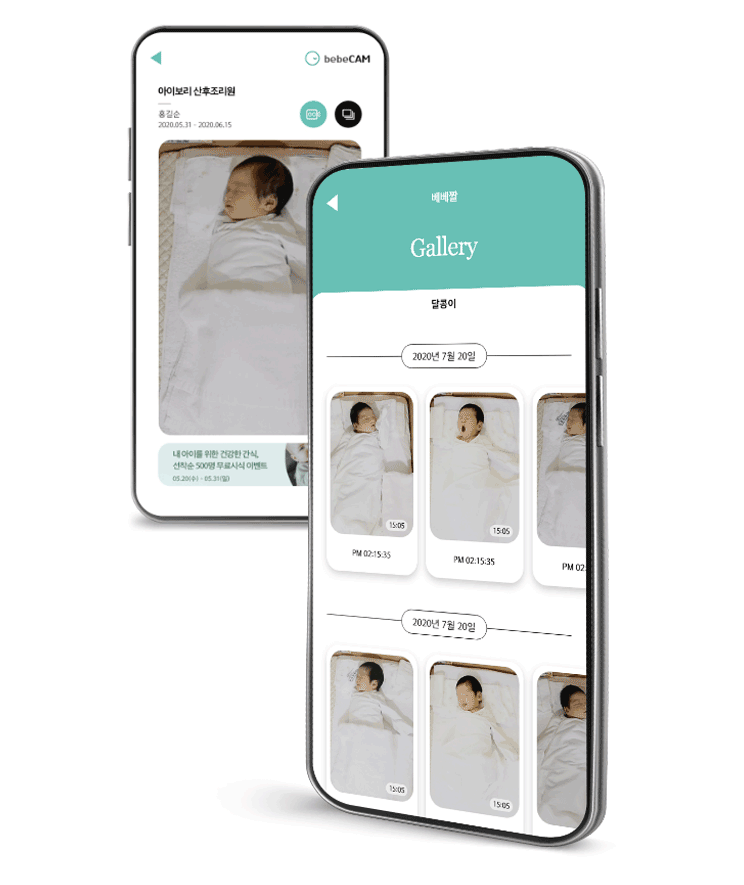 bebeCAM
아이보리 산후조리원
홍길순
2020.05.31 - 2020.06.15
내 아이를 위한 건강한 간식,
선착순 500명 무료시식 이벤트
05.20(수) - 05.31(일)
베베짤
Gallery
달콩이
2020년 7월 20일
15:05
15:05
PM 02:15:35
PM 02:15:35
PM 02:
2020년 7월 20일
15:05
15:05